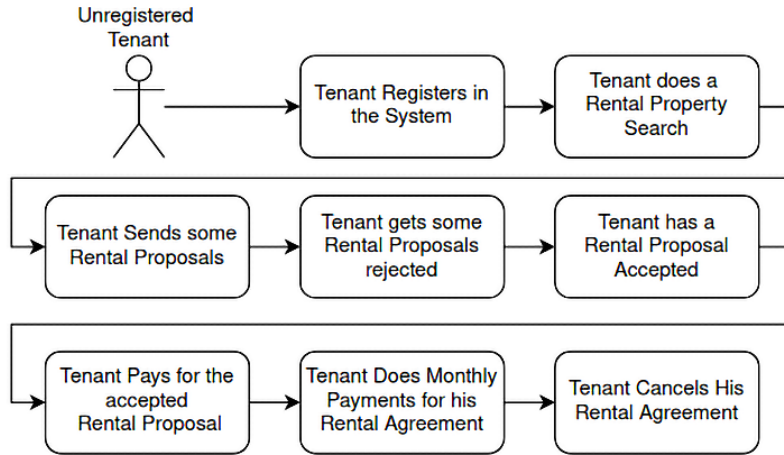 Unregistered
Tenant
Tenant Registers in
the System
Tenant does a
Rental Property
Search
Tenant Sends some
Rental Proposals
Tenant gets some
Rental Proposals
rejected
Tenant has a
Rental Proposal
Accepted
Tenant Pays for the
accepted
Rental Proposal
Tenant Does Monthly
Payments for his
Rental Agreement
Tenant Cancels His
Rental Agreement